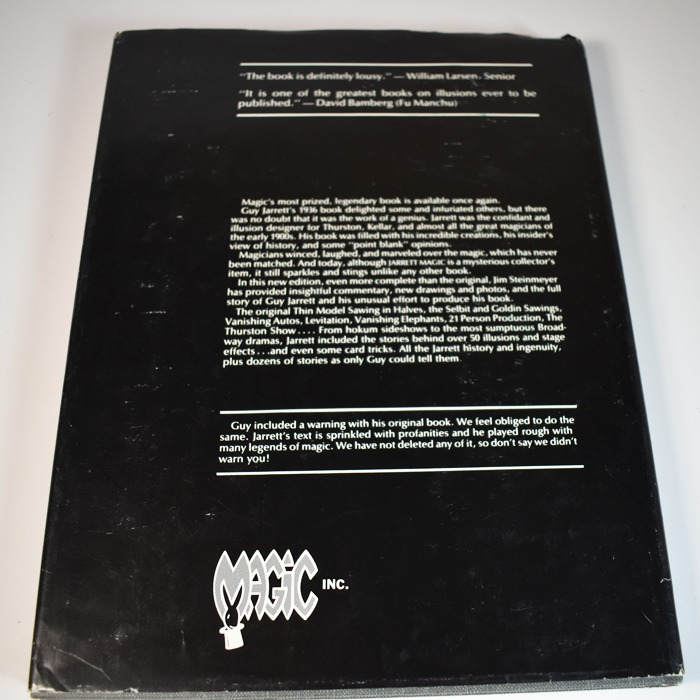 "The book is definitely lousy." — William Larsen, Senior
"It is one of the greatest books on illusions ever to be
published." — David Bamberg (Fu Manchu)
Magic's most prized, legendary book is available once again.
Guy Jarrett's 1936 book delighted some and infuriated others, but there
was no doubt that it was the work of a genius. Jarrett was the confidant and
illusion designer for Thurston, Kellar, and almost all the great magicians of
the early 1900s. His book was filled with his incredible creations, his insider's
view of history, and some "point blank" opinions.
Magicians winced, laughed, and marveled over the magic, which has never
been matched. And today, although JARRETT MAGIC is a mysterious collector's
item, it still sparkles and stings unlike any other book.
In this new edition, even more complete than the original, Jim Steinmeyer
has provided insightful commentary, new drawings and photos, and the full
story of Guy Jarrett and his unusual effort to produce his book.
The original Thin Model Sawing in Halves, the Selbit and Goldin Sawings,
Vanishing Autos, Levitation, Vanishing Elephants, 21 Person Production, The
Thurston Show.... From hokum sideshows to the most sumptuous Broad-
way dramas, Jarrett included the stories behind over 50 illusions and stage
effects...and even some card tricks. All the Jarrett history and ingenuity,
plus dozens of stories as only Guy could tell them.
Guy included a warning with his original book. We feel obliged to do the
same. Jarrett's text is sprinkled with profanities and he played rough with
many legends of magic. We have not deleted any of it, so don't say we didn't
warn you!
MAGIC INC.